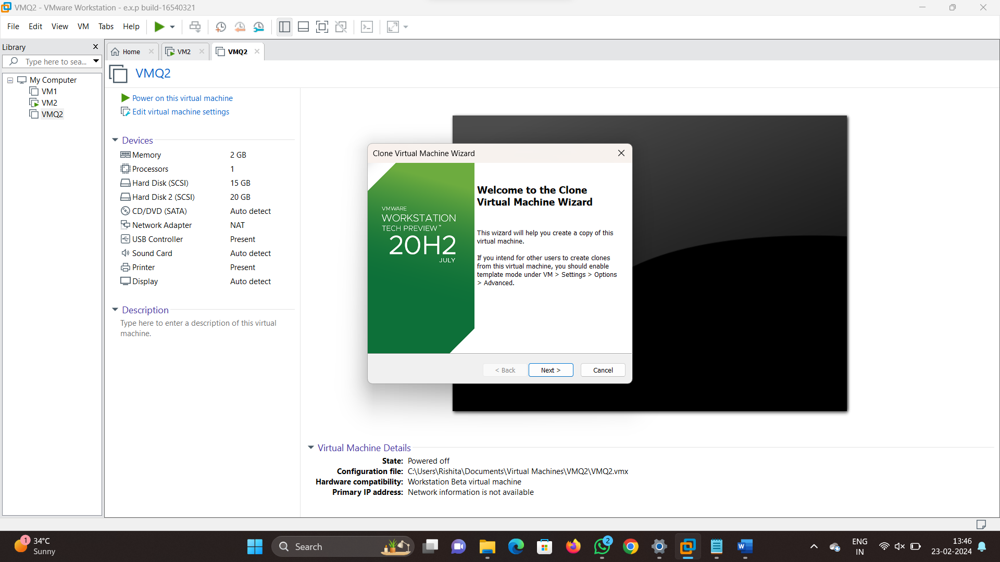 VMQ2 - VMware Workstation - e.x.p build-16540321
File Edit View VM Tabs Help
Library
Type here to sea...
My Computer
VM1
VM2
VMQ2
Home
VM2
VMQ2
VMQ2
Power on this virtual machine
Edit virtual machine settings
Devices
Memory 2 GB
Processors 1
Hard Disk (SCSI) 15 GB
Hard Disk 2 (SCSI) 20 GB
CD/DVD (SATA) Auto detect
Network Adapter NAT
USB Controller Present
Sound Card Auto detect
Printer Present
Display Auto detect
Description
Type here to enter a description of this virtual
machine.
Clone Virtual Machine Wizard
VMWARE
WORKSTATION
TECH PREVIEW™
20H2
JULY
Welcome to the Clone
Virtual Machine Wizard
This wizard will help you create a copy of this
virtual machine.
If you intend for other users to create clones
from this virtual machine, you should enable
template mode under VM > Settings > Options
> Advanced.
< Back Next > Cancel
Virtual Machine Details
State: Powered off
Configuration file: C:\Users\Rishita\Documents\Virtual Machines\VMQ2\VMQ2.vmx
Hardware compatibility: Workstation Beta virtual machine
Primary IP address: Network information is not available
1
34°C
Sunny
Search
2
W
ENG
IN
13:46
23-02-2024